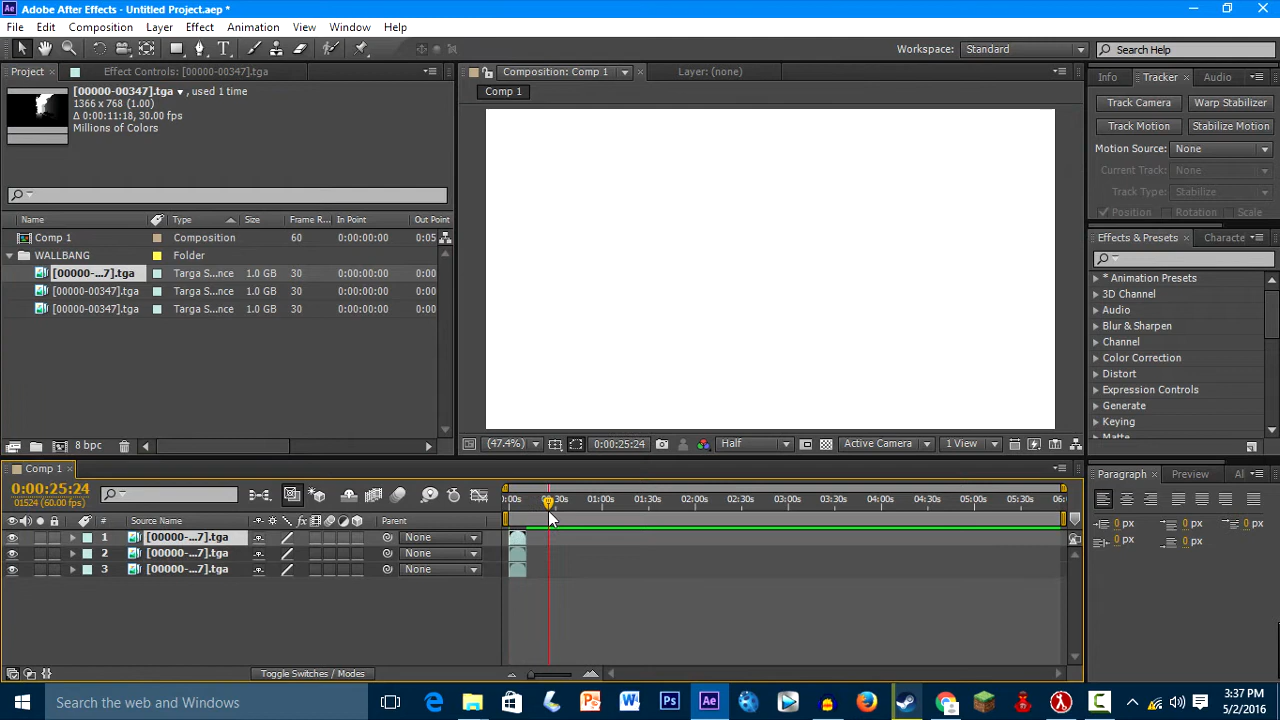 Adobe After Effects - Untitled Project.aep *
File Edit Composition Layer Effect Animation View Window Help
Workspace: Standard Search Help
Project Effect Controls: [00000-00347].tga Composition: Comp 1 Layer: (none) Info Tracker Audio
Comp 1
[00000-00347].tga , used 1 time
1366 x 768 (1.00)
Δ 0:00:11:18, 30.00 fps
Millions of Colors
Track Camera Warp Stabilizer
Track Motion Stabilize Motion
Motion Source: None
Current Track: None
Track Type: Stabilize
Position Rotation Scale
Name Type Size Frame R... In Point Out Point
Comp 1 Composition 60 0:00:00:00 0:05
WALLBANG Folder
[00000-...7].tga Targa S...nce 1.0 GB 30 0:00:00:00 0:00
[00000-00347].tga Targa S...nce 1.0 GB 30 0:00:00:00 0:00
[00000-00347].tga Targa S...nce 1.0 GB 30 0:00:00:00 0:00
Effects & Presets Characte
* Animation Presets
3D Channel
Audio
Blur & Sharpen
Channel
Color Correction
Distort
Expression Controls
Generate
Keying
Matte
8 bpc
(47.4%) 0:00:25:24 Half Active Camera 1 View
Comp 1
0:00:25:24
01524 (60.00 fps)
:00s 30s 01:00s 01:30s 02:00s 02:30s 03:00s 03:30s 04:00s 04:30s 05:00s 05:30s 06:
# Source Name fx Parent
1 [00000-...7].tga None
2 [00000-...7].tga None
3 [00000-...7].tga None
Toggle Switches / Modes
Paragraph Preview
0 px 0 px 0 px
0 px 0 px
Search the web and Windows
3:37 PM
5/2/2016